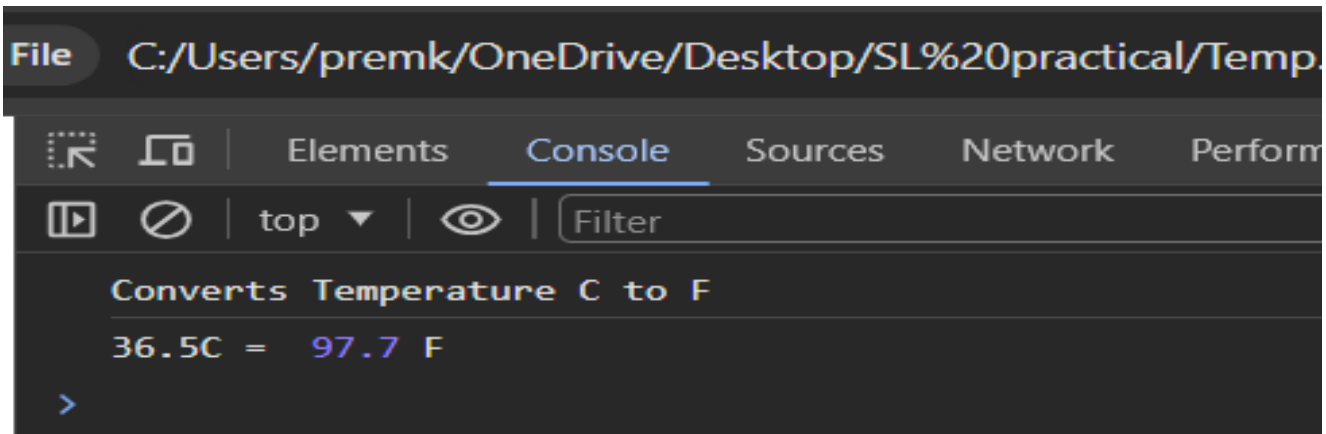 File C:/Users/premk/OneDrive/Desktop/SL%20practical/Temp.
Elements Console Sources Network Perform
top Filter
Converts Temperature C to F
36.5C =  97.7 F
>